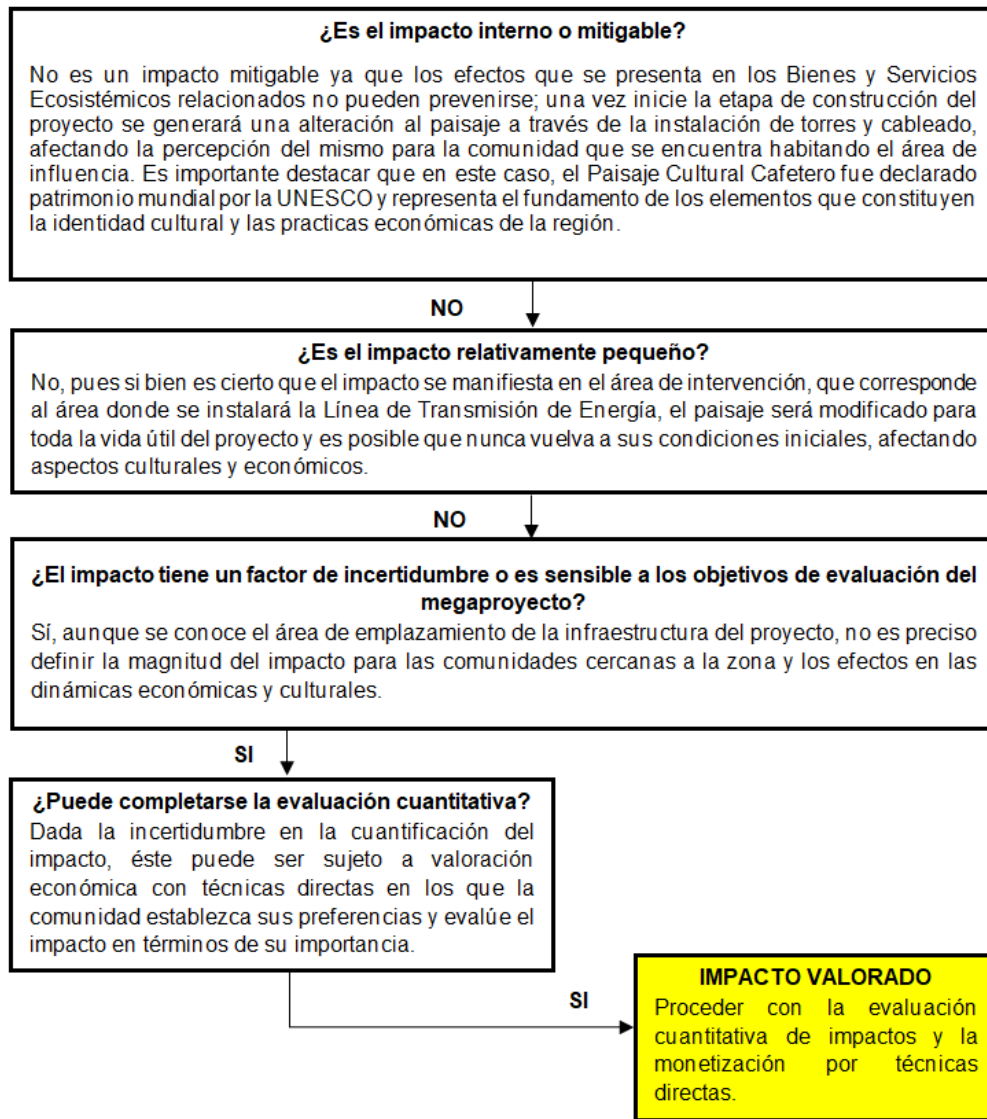 ¿Es el impacto interno o mitigable?
No es un impacto mitigable ya que los efectos que se presenta en los Bienes y Servicios
Ecosistémicos relacionados no pueden prevenirse; una vez inicie la etapa de construcción del
proyecto se generará una alteración al paisaje a través de la instalación de torres y cableado,
afectando la percepción del mismo para la comunidad que se encuentra habitando el área de
influencia. Es importante destacar que en este caso, el Paisaje Cultural Cafetero fue declarado
patrimonio mundial por la UNESCO y representa el fundamento de los elementos que constituyen
la identidad cultural y las practicas económicas de la región.
NO
¿Es el impacto relativamente pequeño?
No, pues si bien es cierto que el impacto se manifiesta en el área de intervención, que corresponde
al área donde se instalará la Línea de Transmisión de Energía, el paisaje será modificado para
toda la vida útil del proyecto y es posible que nunca vuelva a sus condiciones iniciales, afectando
aspectos culturales y económicos.
NO
¿El impacto tiene un factor de incertidumbre o es sensible a los objetivos de evaluación del
megaproyecto?
Sí, aunque se conoce el área de emplazamiento de la infraestructura del proyecto, no es preciso
definir la magnitud del impacto para las comunidades cercanas a la zona y los efectos en las
dinámicas económicas y culturales.
SI
¿Puede completarse la evaluación cuantitativa?
Dada la incertidumbre en la cuantificación del
impacto, éste puede ser sujeto a valoración
económica con técnicas directas en los que la
comunidad establezca sus preferencias y evalúe el
impacto en términos de su importancia.
SI
IMPACTO VALORADO
Proceder con la evaluación
cuantitativa de impactos y la
monetización por técnicas
directas.